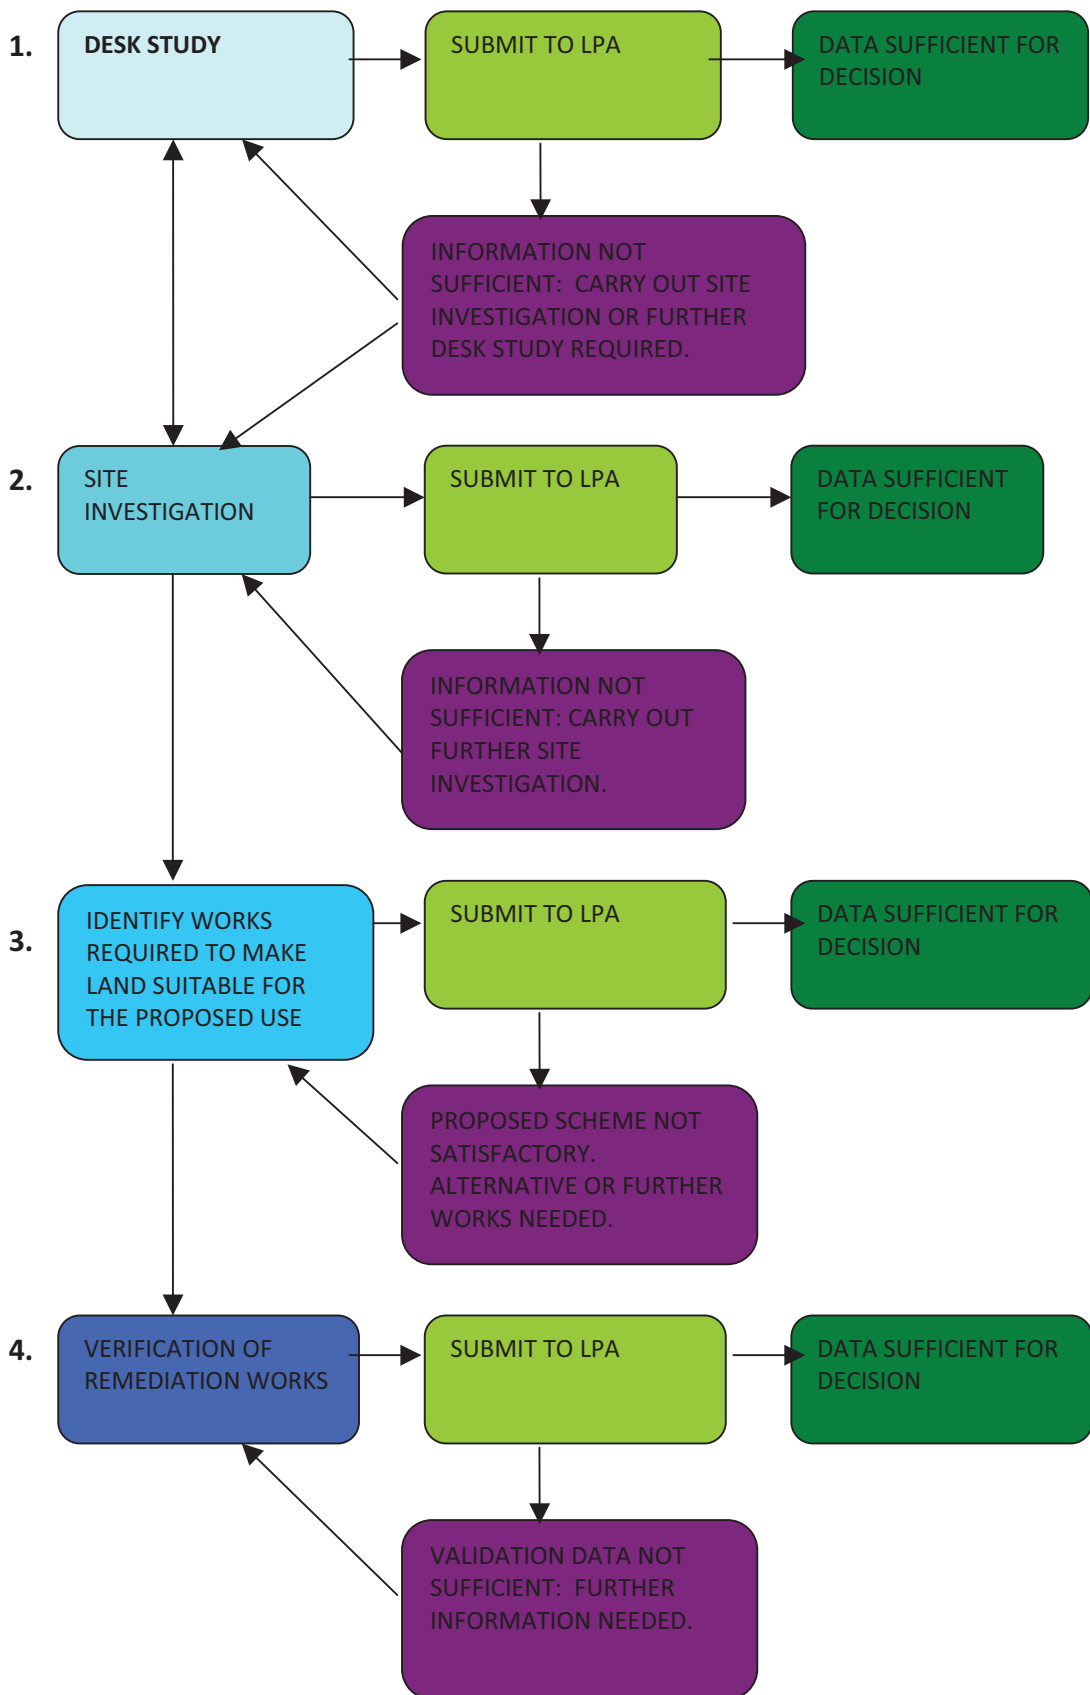 1.
DESK STUDY
SUBMIT TO LPA
DATA SUFFICIENT FOR
DECISION
INFORMATION NOT
SUFFICIENT:  CARRY OUT SITE
INVESTIGATION OR FURTHER
DESK STUDY REQUIRED.
2.
SITE
INVESTIGATION
SUBMIT TO LPA
DATA SUFFICIENT
FOR DECISION
INFORMATION NOT
SUFFICIENT: CARRY OUT
FURTHER SITE
INVESTIGATION.
3.
IDENTIFY WORKS
REQUIRED TO MAKE
LAND SUITABLE FOR
THE PROPOSED USE
SUBMIT TO LPA
DATA SUFFICIENT FOR
DECISION
PROPOSED SCHEME NOT
SATISFACTORY.
ALTERNATIVE OR FURTHER
WORKS NEEDED.
4.
VERIFICATION OF
REMEDIATION WORKS
SUBMIT TO LPA
DATA SUFFICIENT FOR
DECISION
VALIDATION DATA NOT
SUFFICIENT:  FURTHER
INFORMATION NEEDED.